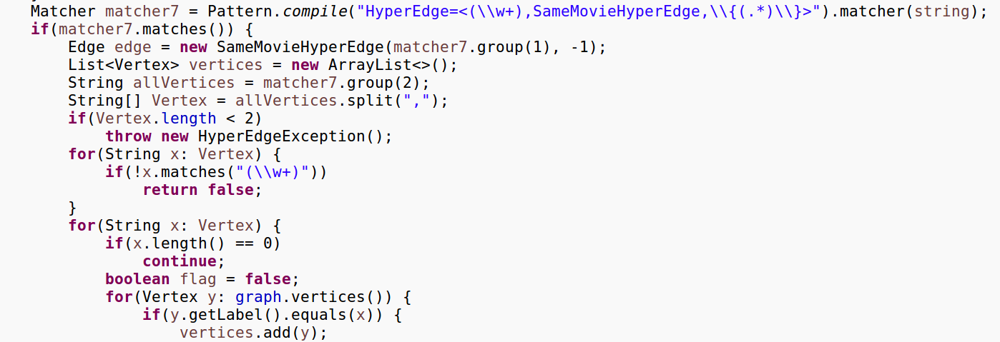 Matcher matcher7 = Pattern.compile("HyperEdge=<(\\w+),SameMovieHyperEdge,\\{(.*)\\}>").matcher(string);
if(matcher7.matches()) {
Edge edge = new SameMovieHyperEdge(matcher7.group(1), -1);
List<Vertex> vertices = new ArrayList<>();
String allVertices = matcher7.group(2);
String[] Vertex = allVertices.split(",");
if(Vertex.length < 2)
throw new HyperEdgeException();
for(String x: Vertex) {
if(!x.matches("(\\w+)"))
return false;
}
for(String x: Vertex) {
if(x.length() == 0)
continue;
boolean flag = false;
for(Vertex y: graph.vertices()) {
if(y.getLabel().equals(x)) {
vertices.add(y);